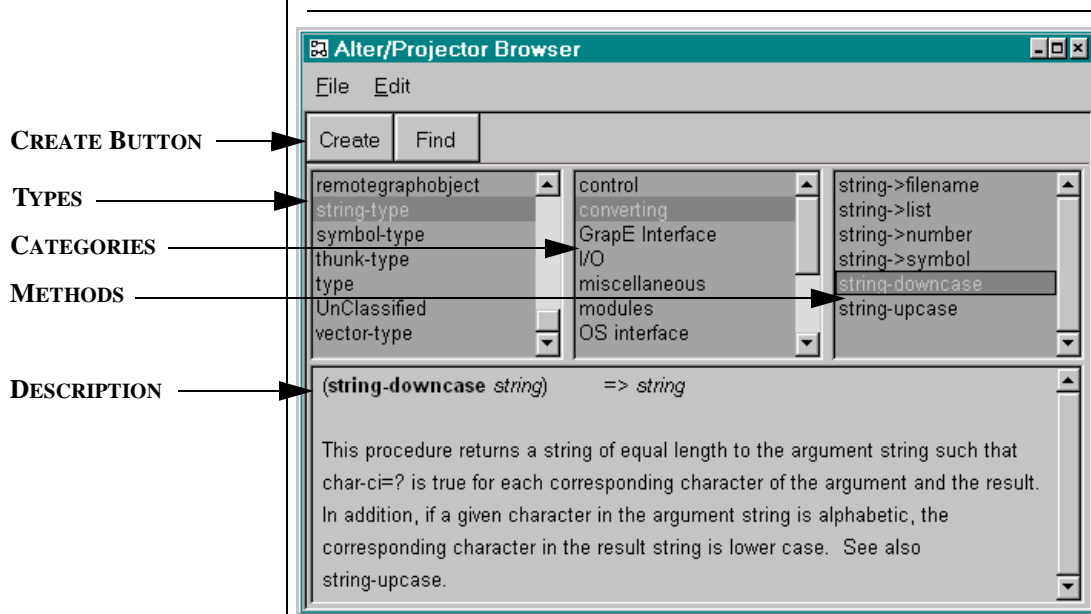 Alter/Projector Browser
File Edit
CREATE BUTTON
Create Find
TYPES
CATEGORIES
METHODS
remotegraphobject
string-type
symbol-type
thunk-type
type
UnClassified
vector-type
control
converting
GrapE Interface
I/O
miscellaneous
modules
OS interface
string->filename
string->list
string->number
string->symbol
string-downcase
string-upcase
DESCRIPTION
(string-downcase string) => string
This procedure returns a string of equal length to the argument string such that
char-ci=? is true for each corresponding character of the argument and the result.
In addition, if a given character in the argument string is alphabetic, the
corresponding character in the result string is lower case. See also
string-upcase.